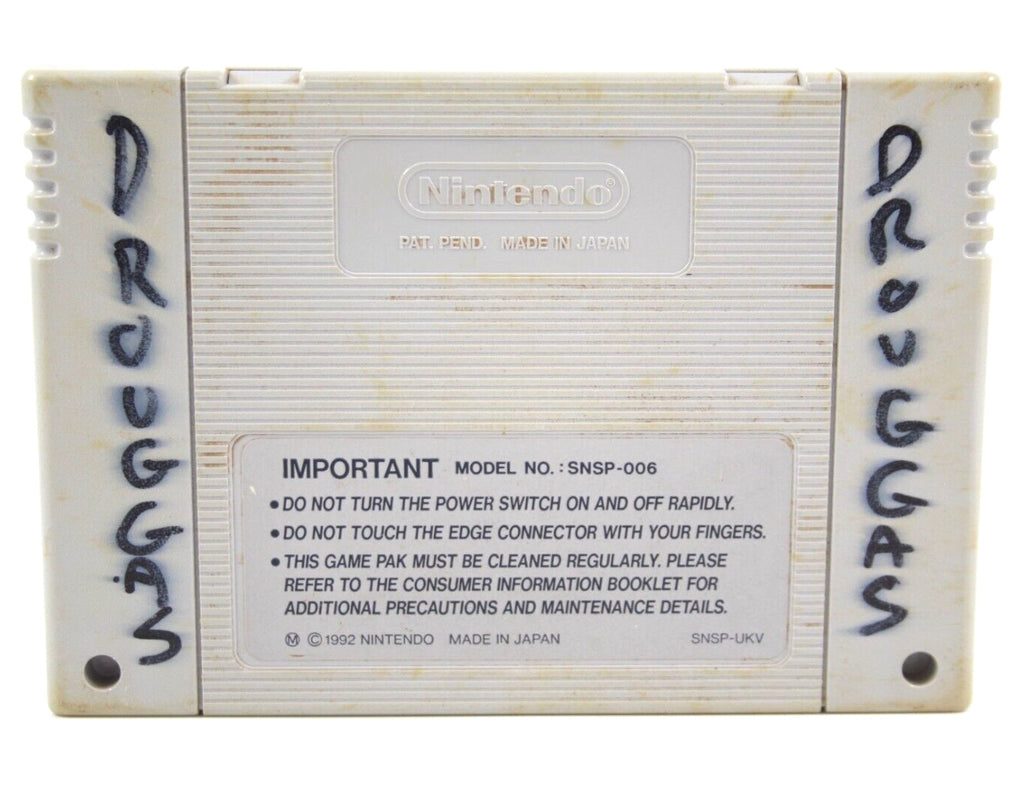 DROUGGAS
Nintendo®
PAT. PEND. MADE IN JAPAN
IMPORTANT MODEL NO. : SNSP-006
• DO NOT TURN THE POWER SWITCH ON AND OFF RAPIDLY.
• DO NOT TOUCH THE EDGE CONNECTOR WITH YOUR FINGERS.
• THIS GAME PAK MUST BE CLEANED REGULARLY. PLEASE
REFER TO THE CONSUMER INFORMATION BOOKLET FOR
ADDITIONAL PRECAUTIONS AND MAINTENANCE DETAILS.
Ⓜ © 1992 NINTENDO MADE IN JAPAN SNSP-UKV
DROUGGAS